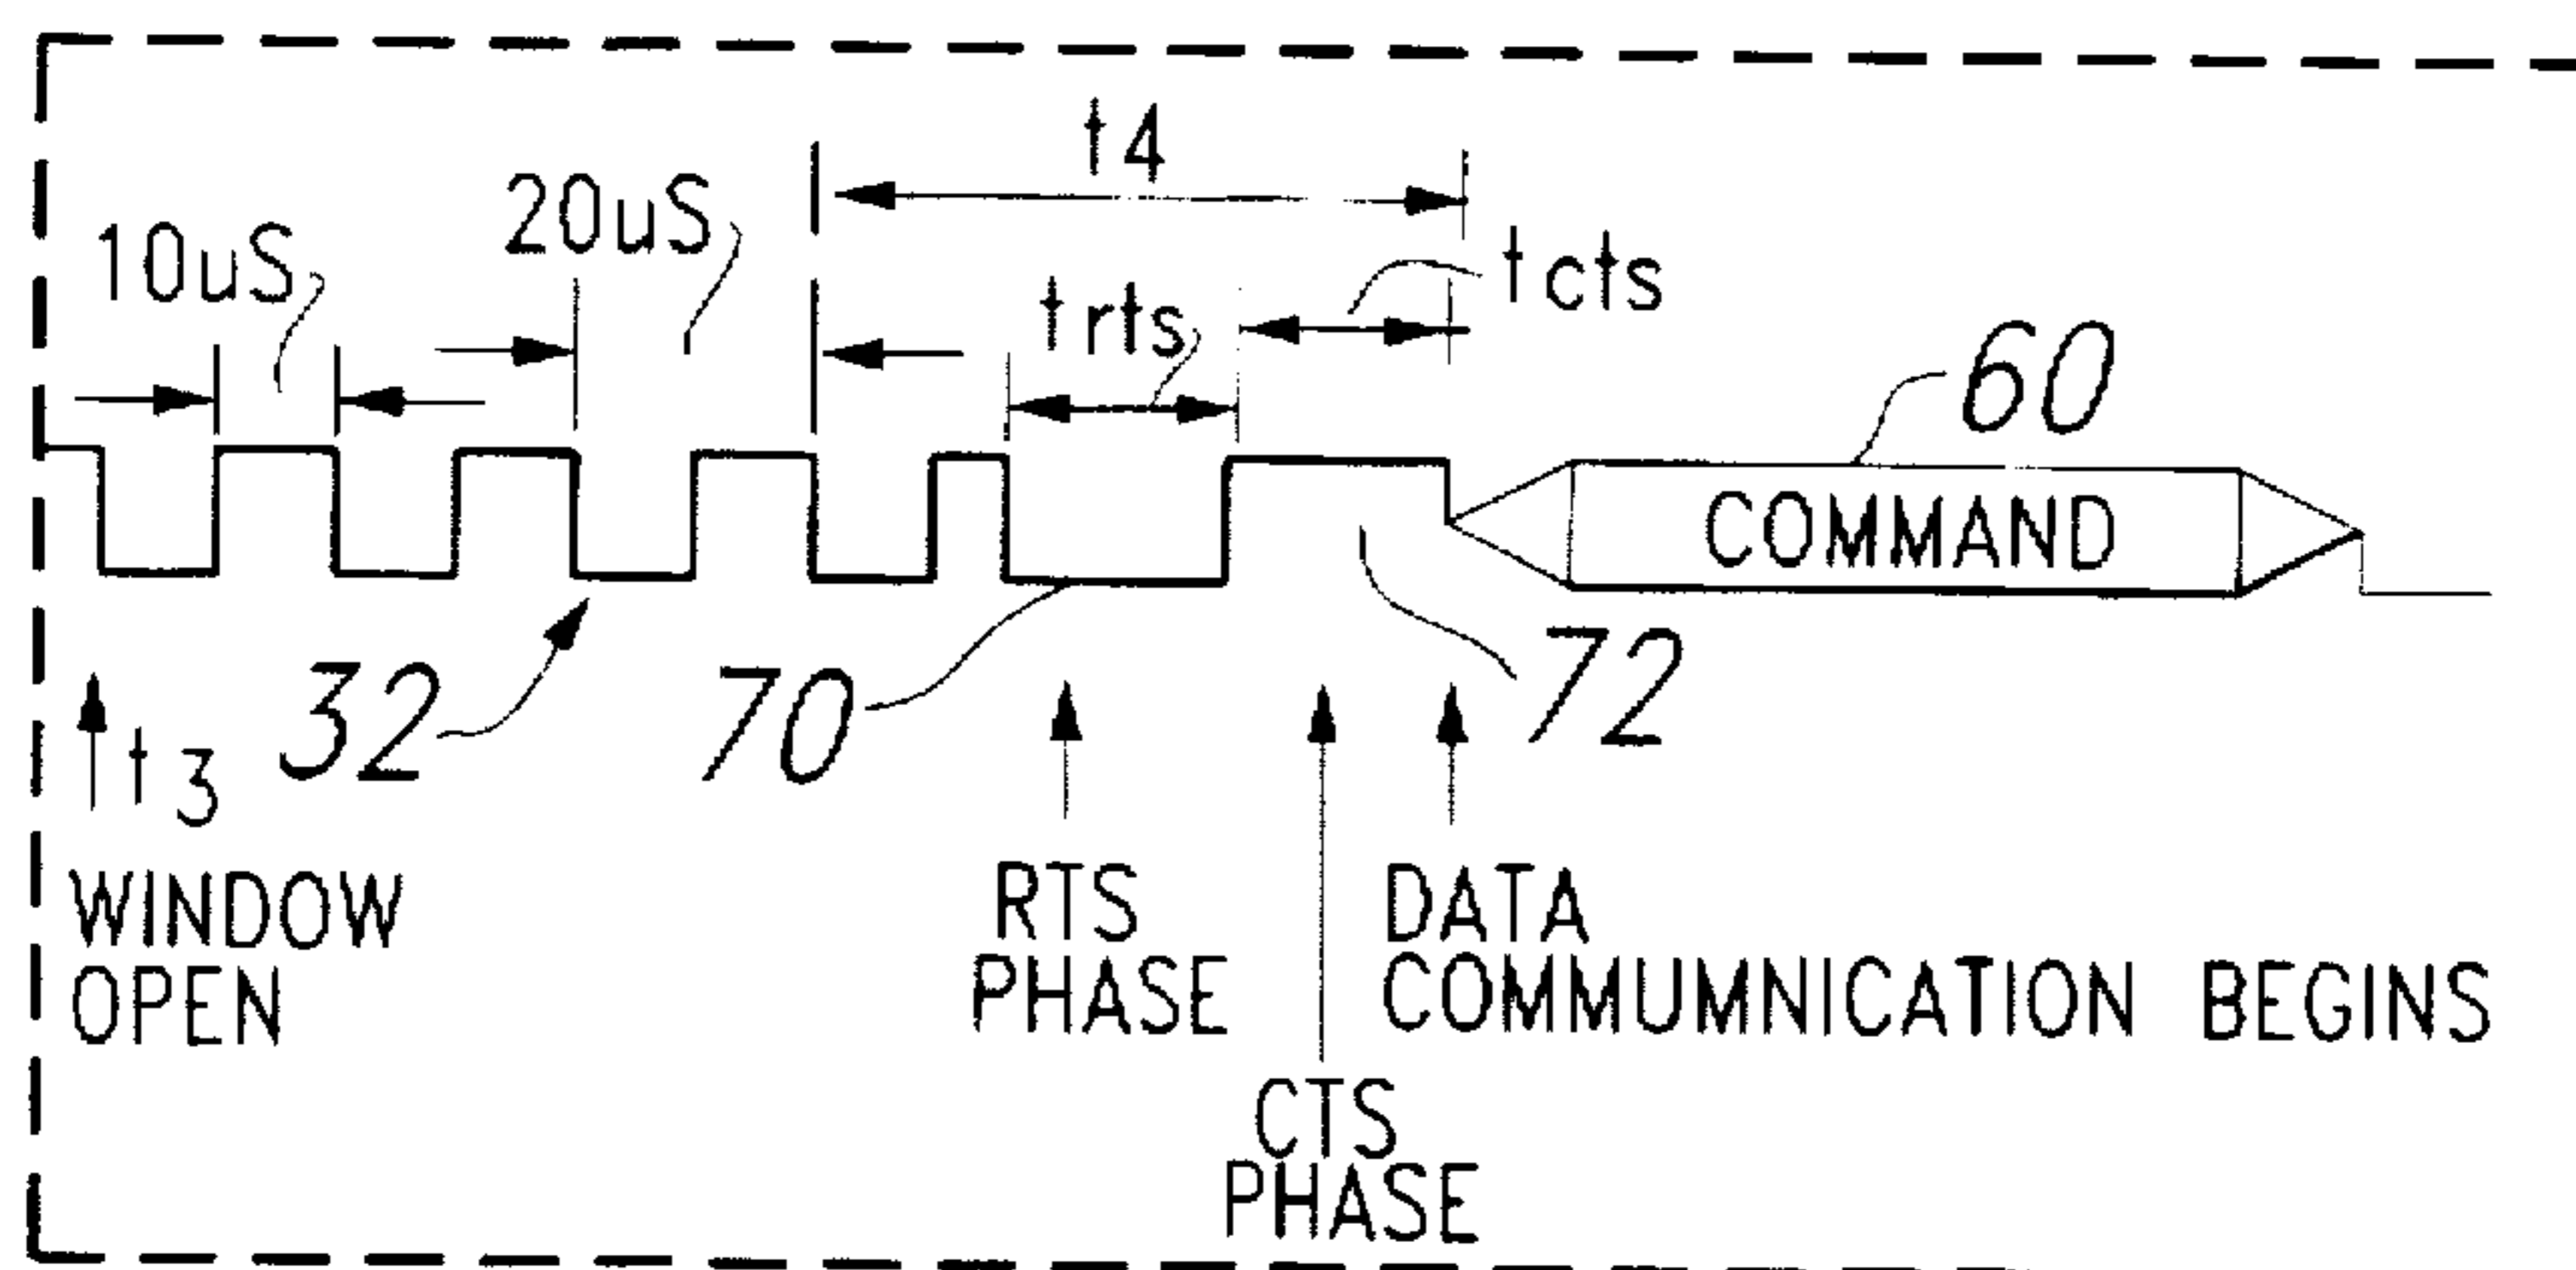 t4
20uS
10uS
tcts
trts
60
COMMAND
32
70
72
t3
WINDOW
OPEN
RTS
PHASE
DATA
COMMUMNICATION BEGINS
CTS
PHASE